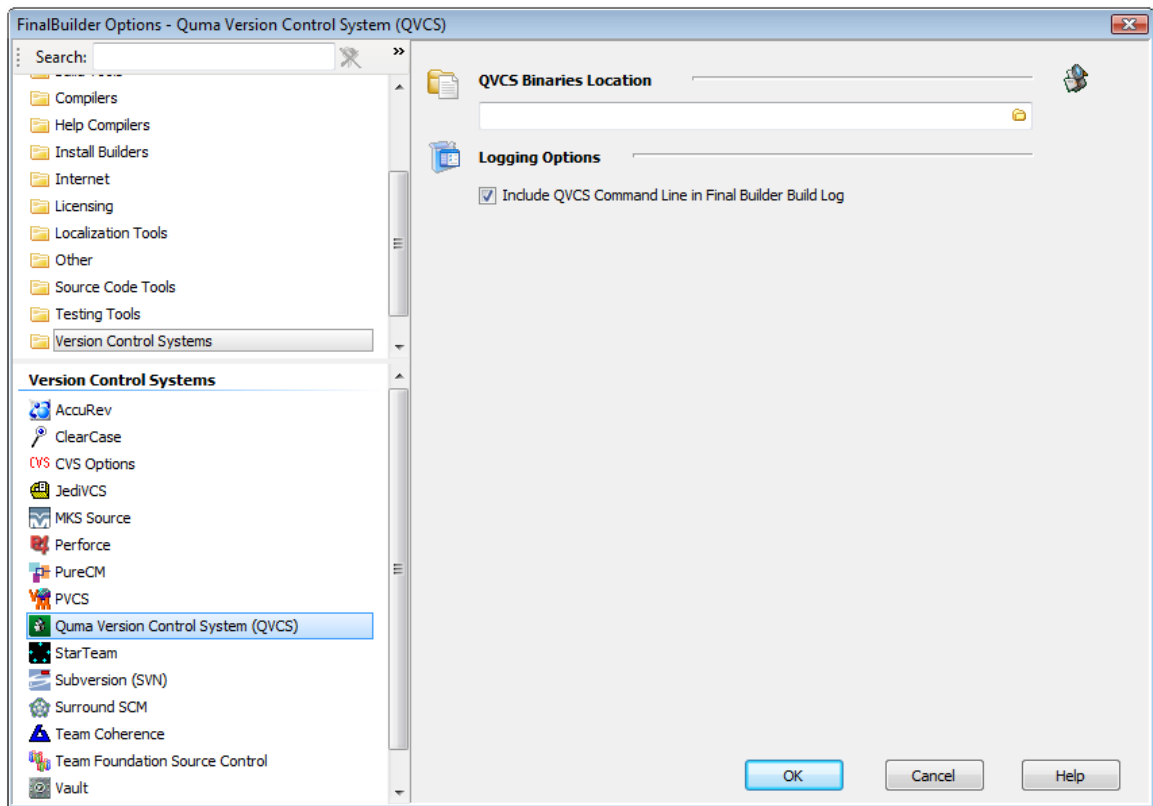 FinalBuilder Options - Quma Version Control System (QVCS)
Search:
»
Compilers
Help Compilers
Install Builders
Internet
Licensing
Localization Tools
Other
Source Code Tools
Testing Tools
Version Control Systems
Version Control Systems
AccuRev
ClearCase
CVS CVS Options
JediVCS
MKS Source
Perforce
PureCM
PVCS
Quma Version Control System (QVCS)
StarTeam
Subversion (SVN)
Surround SCM
Team Coherence
Team Foundation Source Control
Vault
QVCS Binaries Location
Logging Options
Include QVCS Command Line in Final Builder Build Log
OK
Cancel
Help